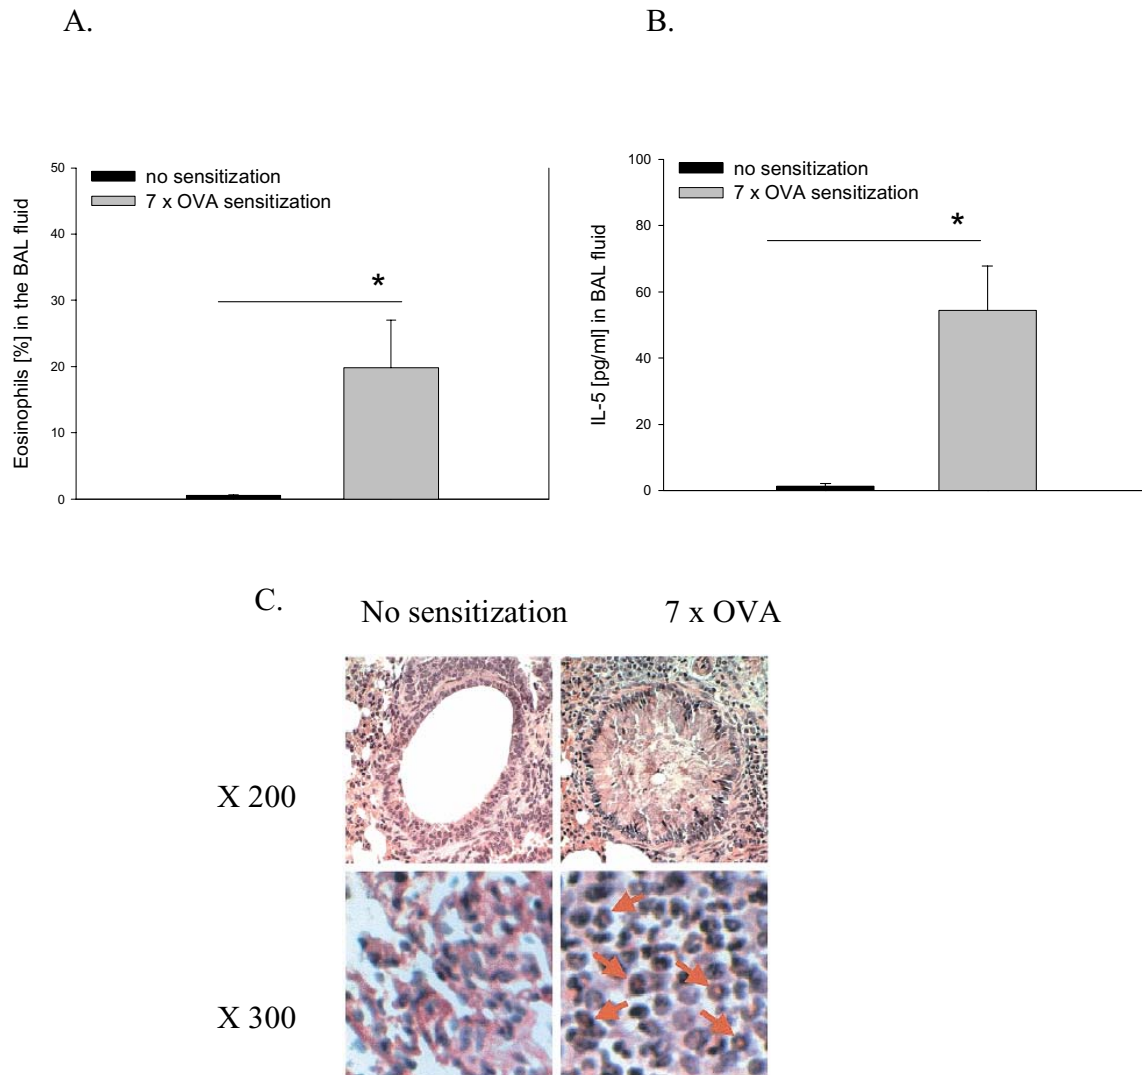 A.
Eosinophils [%] in the BAL fluid
50
40
30
20
10
0
no sensitization
7 x OVA sensitization
*
B.
IL-5 [pg/ml] in BAL fluid
100
80
60
40
20
0
no sensitization
7 x OVA sensitization
*
C.
No sensitization
7 x OVA
X 200
X 300